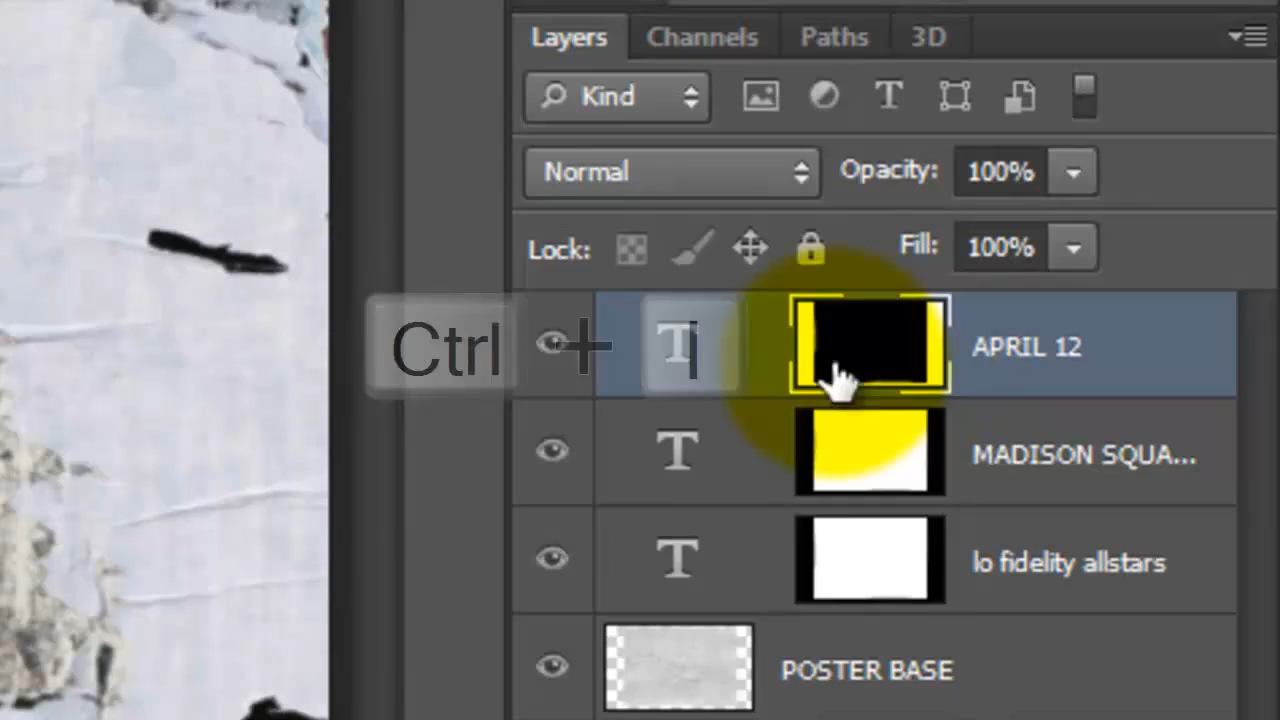 Layers Channels Paths 3D
Kind T
Normal Opacity: 100%
Lock: Fill: 100%
Ctrl + I
T APRIL 12
T MADISON SQUA...
T lo fidelity allstars
POSTER BASE